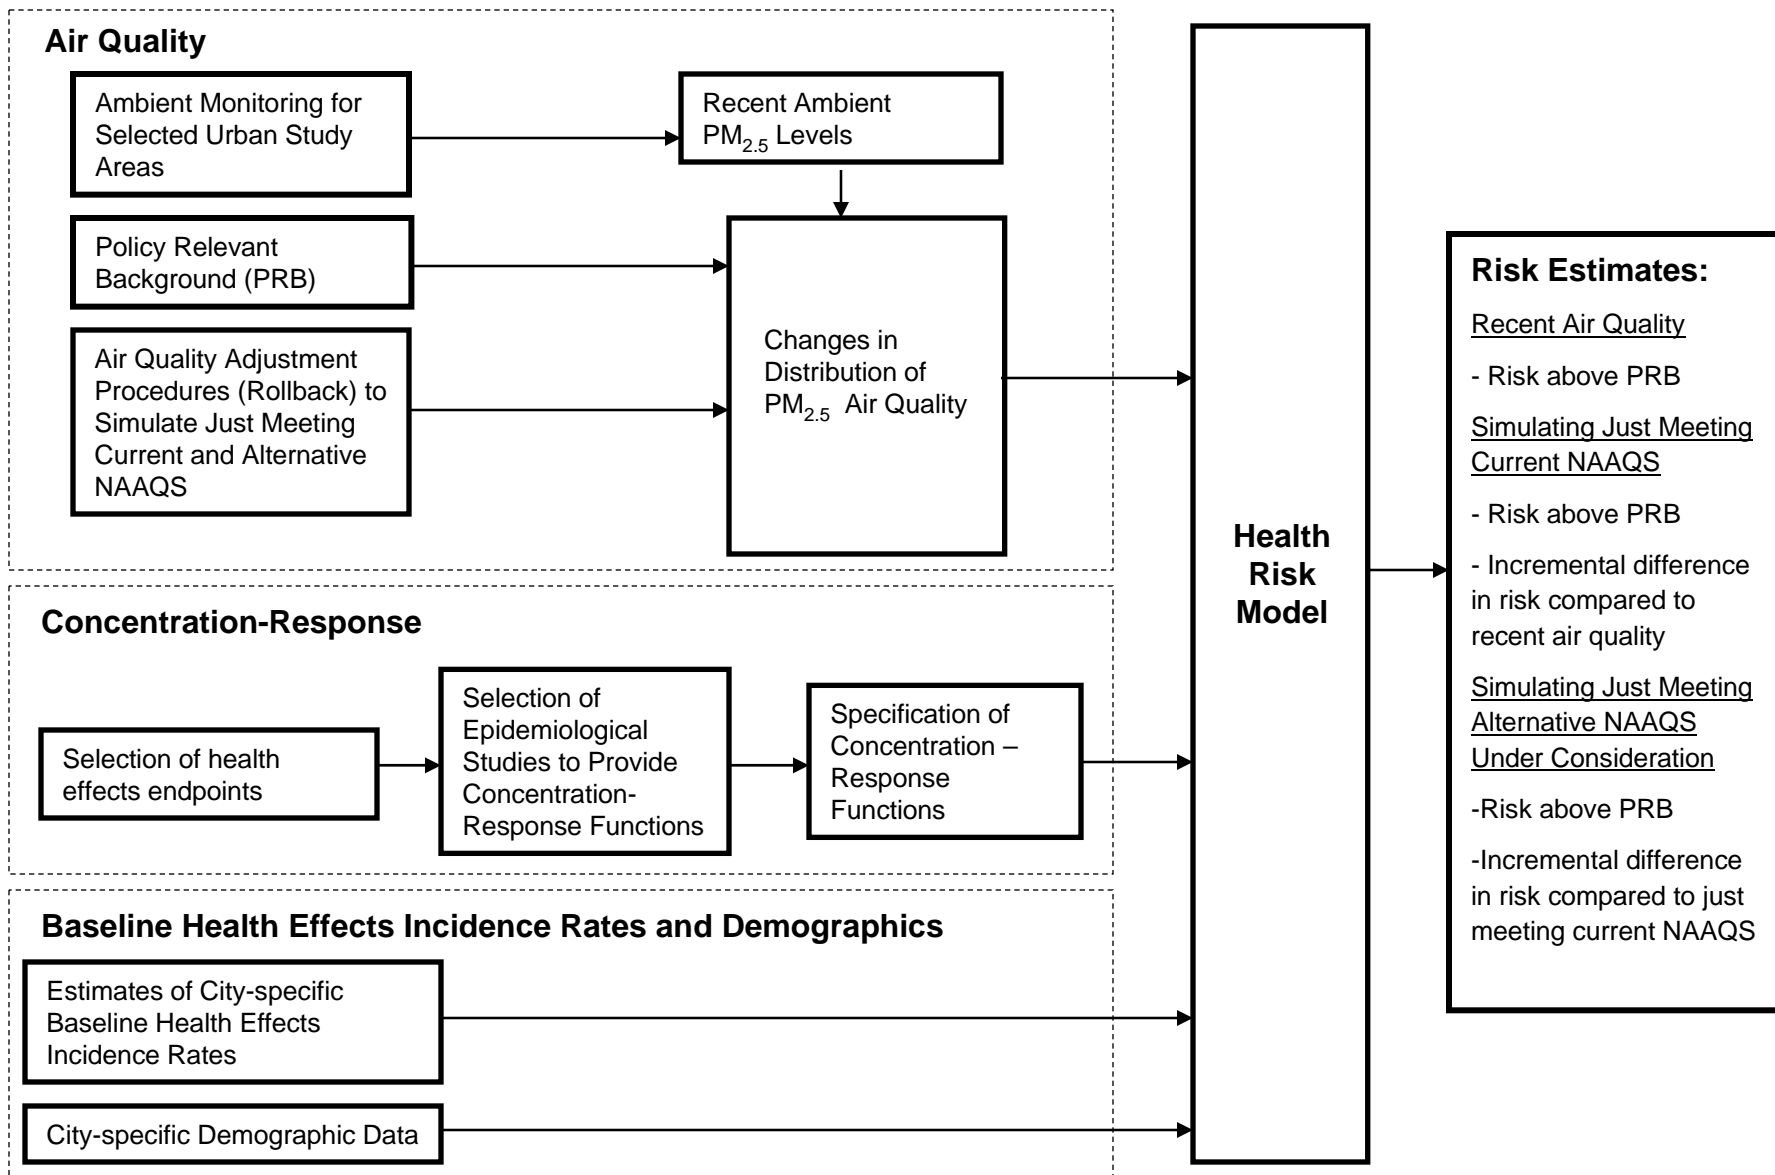 Air Quality
Ambient Monitoring for
Selected Urban Study
Areas
Recent Ambient
PM2.5 Levels
Policy Relevant
Background (PRB)
Air Quality Adjustment
Procedures (Rollback) to
Simulate Just Meeting
Current and Alternative
NAAQS
Changes in
Distribution of
PM2.5 Air Quality
Concentration-Response
Selection of health
effects endpoints
Selection of
Epidemiological
Studies to Provide
Concentration-
Response Functions
Specification of
Concentration –
Response
Functions
Baseline Health Effects Incidence Rates and Demographics
Estimates of City-specific
Baseline Health Effects
Incidence Rates
City-specific Demographic Data
Health
Risk
Model
Risk Estimates:
Recent Air Quality
- Risk above PRB
Simulating Just Meeting
Current NAAQS
- Risk above PRB
- Incremental difference
in risk compared to
recent air quality
Simulating Just Meeting
Alternative NAAQS
Under Consideration
-Risk above PRB
-Incremental difference
in risk compared to just
meeting current NAAQS